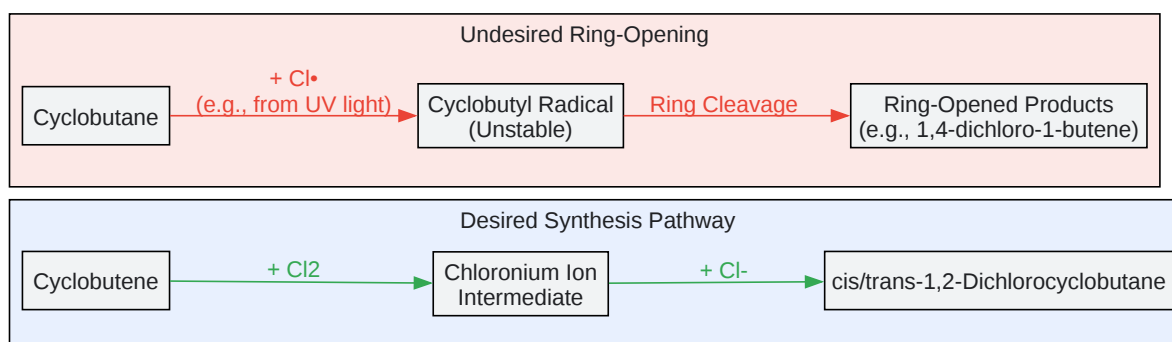 Undesired Ring-Opening
+ Cl•
(e.g., from UV light)
Cyclobutane
Cyclobutyl Radical
(Unstable)
Ring Cleavage
Ring-Opened Products
(e.g., 1,4-dichloro-1-butene)
Desired Synthesis Pathway
Cyclobutene
+ Cl2
Chloronium Ion
Intermediate
+ Cl-
cis/trans-1,2-Dichlorocyclobutane